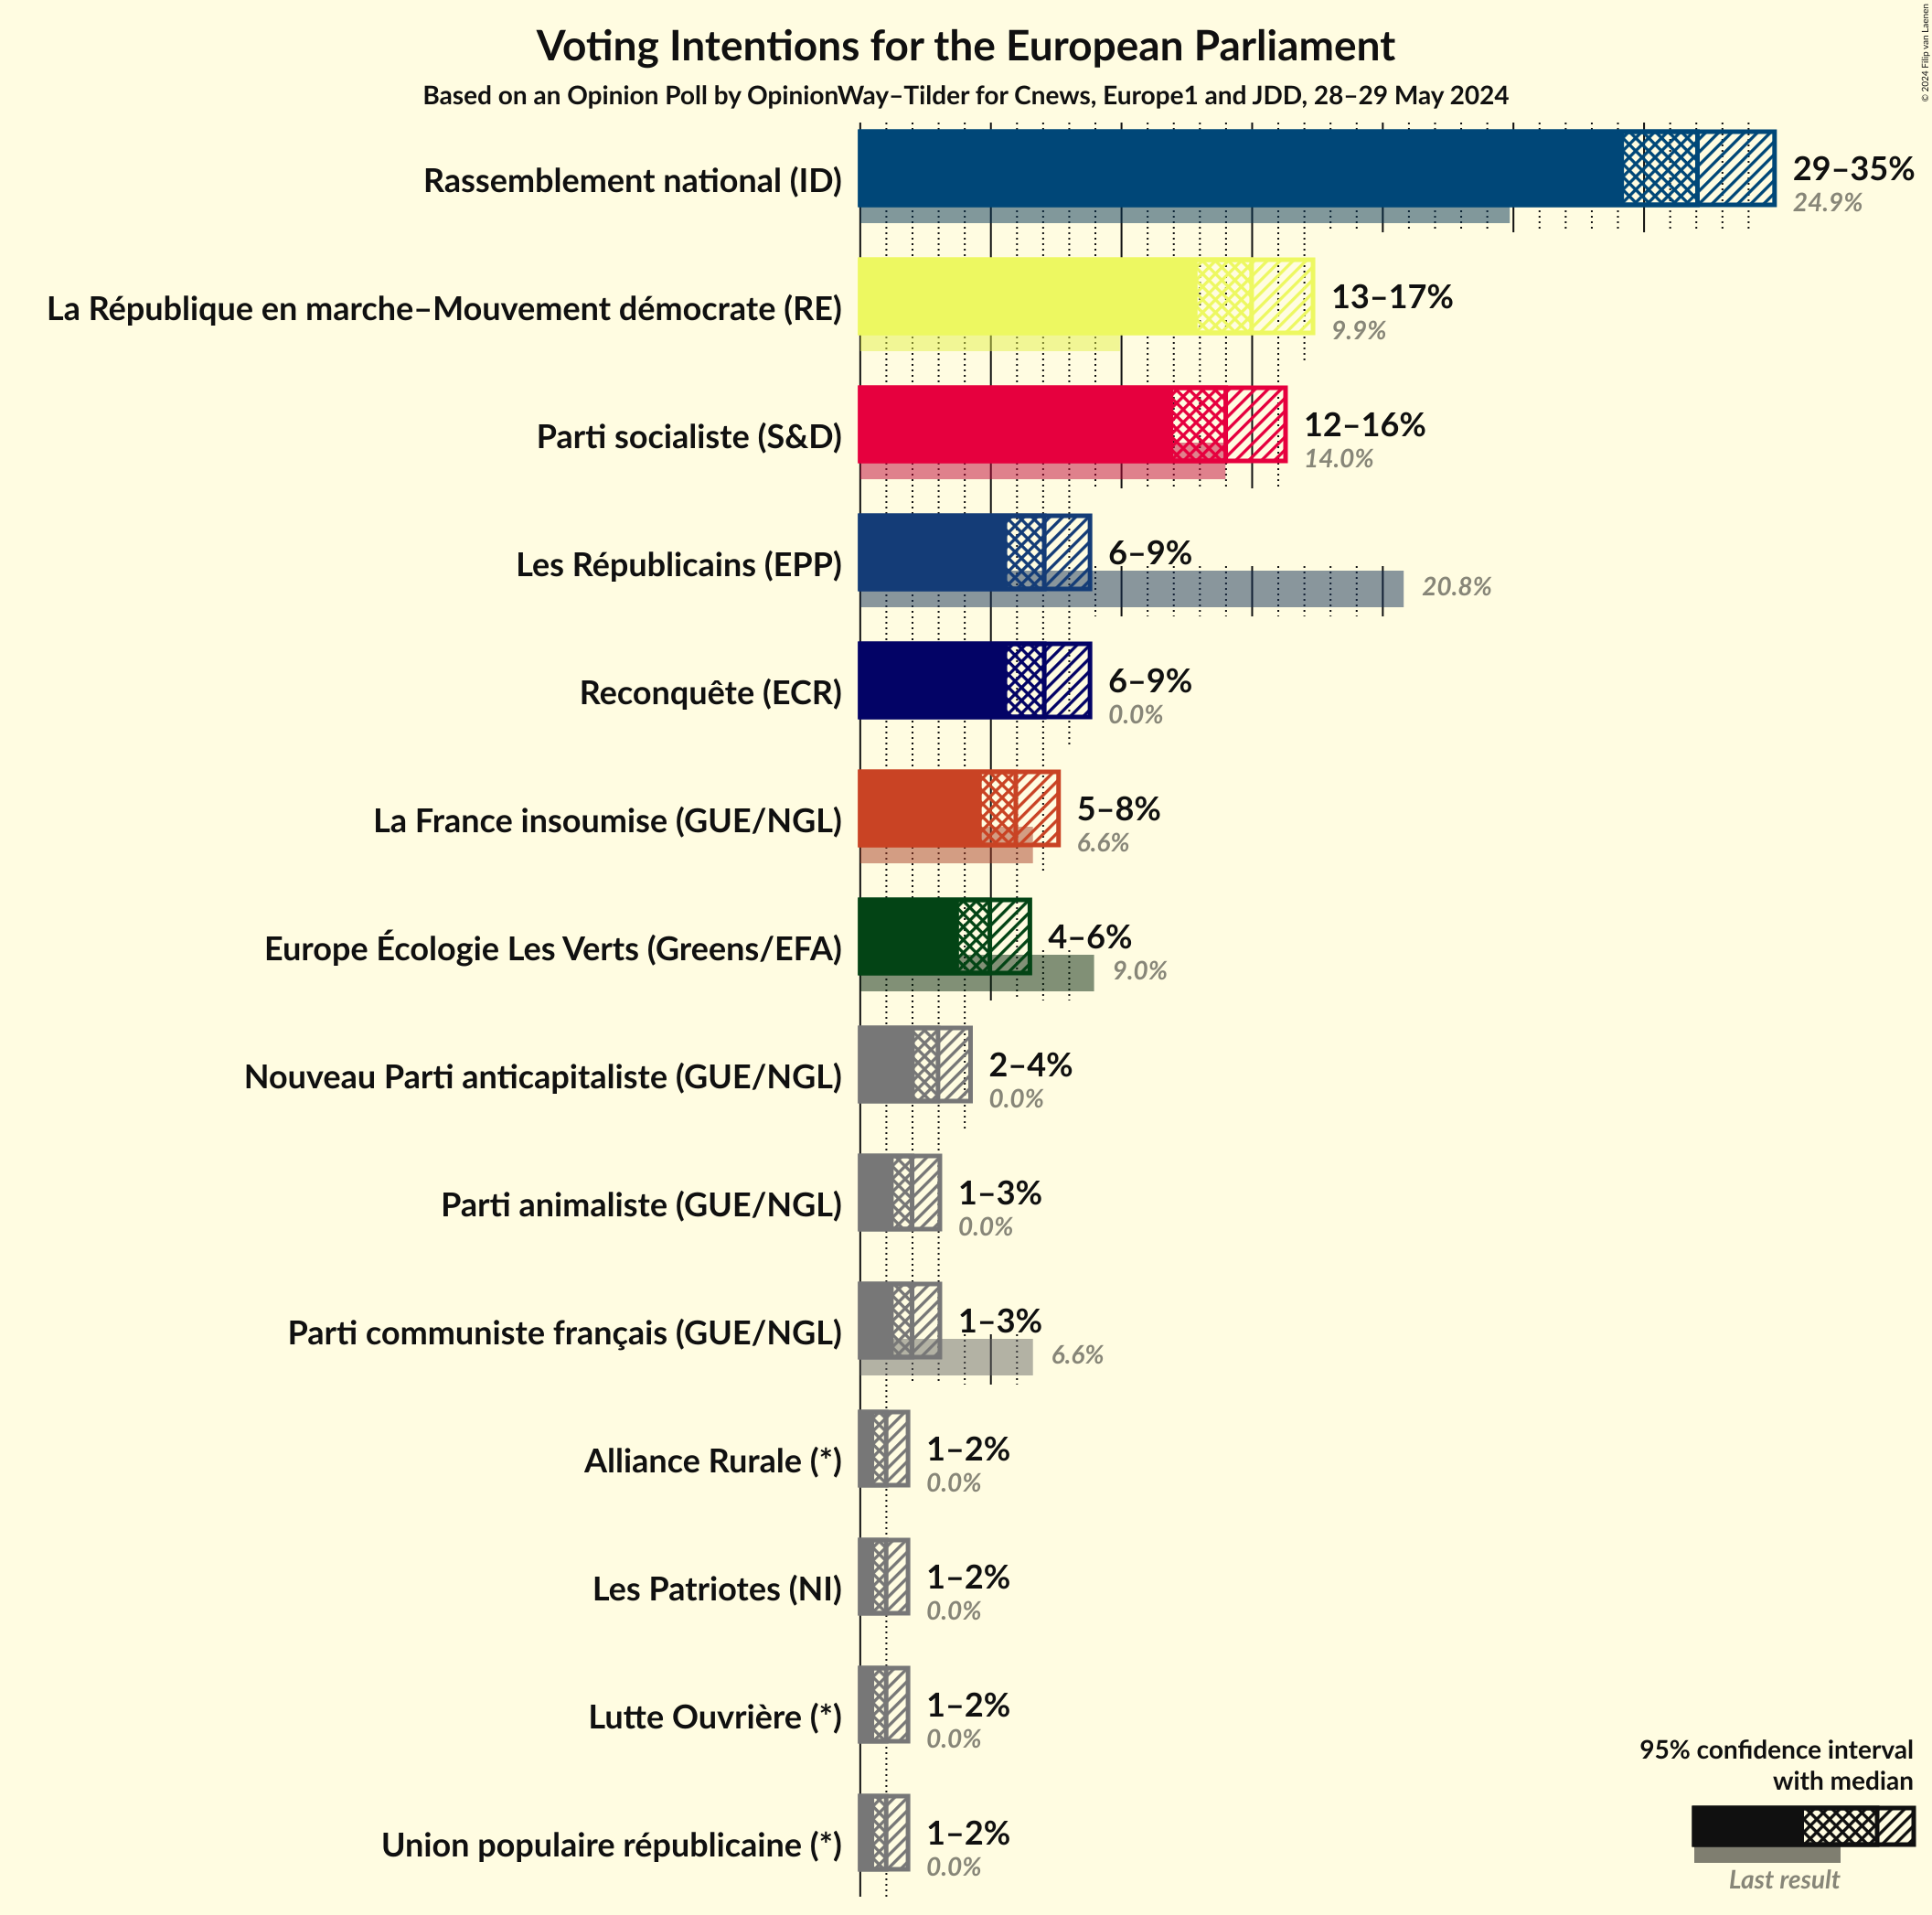 Voting Intentions for the European Parliament
Based on an Opinion Poll by OpinionWay–Tilder for Cnews, Europe1 and JDD, 28–29 May 2024
© 2024 Filip van Laenen
Rassemblement national (ID)
29–35%
24.9%
La République en marche–Mouvement démocrate (RE)
13–17%
9.9%
Parti socialiste (S&D)
12–16%
14.0%
Les Républicains (EPP)
6–9%
20.8%
Reconquête (ECR)
6–9%
0.0%
La France insoumise (GUE/NGL)
5–8%
6.6%
Europe Écologie Les Verts (Greens/EFA)
4–6%
9.0%
Nouveau Parti anticapitaliste (GUE/NGL)
2–4%
0.0%
Parti animaliste (GUE/NGL)
1–3%
0.0%
Parti communiste français (GUE/NGL)
1–3%
6.6%
Alliance Rurale (*)
1–2%
0.0%
Les Patriotes (NI)
1–2%
0.0%
Lutte Ouvrière (*)
1–2%
0.0%
Union populaire républicaine (*)
1–2%
0.0%
95% confidence interval
with median
Last result